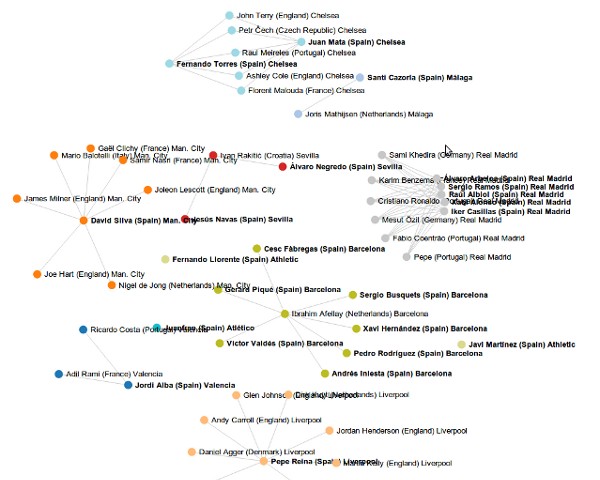 John Terry (England) Chelsea
Petr Čech (Czech Republic) Chelsea
Juan Mata (Spain) Chelsea
Raul Meireles (Portugal) Chelsea
Fernando Torres (Spain) Chelsea
Ashley Cole (England) Chelsea
Santi Cazorla (Spain) Málaga
Florent Malouda (France) Chelsea
Joris Mathijsen (Netherlands) Málaga
Gaël Clichy (France) Man. City
Mario Balotelli (Italy) Man. City
Samir Nasri (France) Man. City
Ivan Rakitić (Croatia) Sevilla
Sami Khedira (Germany) Real Madrid
Álvaro Negredo (Spain) Sevilla
Karim Benzema (France) Real Madrid
Álvaro Arbeloa (Spain) Real Madrid
Sergio Ramos (Spain) Real Madrid
Joleon Lescott (England) Man. City
Raúl Albiol (Spain) Real Madrid
James Milner (England) Man. City
Cristiano Ronaldo (Portugal) Real Madrid
Xabi Alonso (Spain) Real Madrid
Iker Casillas (Spain) Real Madrid
David Silva (Spain) Man. City
Jesús Navas (Spain) Sevilla
Mesut Özil (Germany) Real Madrid
Fábio Coentrão (Portugal) Real Madrid
Cesc Fàbregas (Spain) Barcelona
Pepe (Portugal) Real Madrid
Fernando Llorente (Spain) Athletic
Joe Hart (England) Man. City
Nigel de Jong (Netherlands) Man. City
Gerard Piqué (Spain) Barcelona
Sergio Busquets (Spain) Barcelona
Ibrahim Afellay (Netherlands) Barcelona
Ricardo Costa (Portugal) Valencia
Juanfran (Spain) Atlético
Xavi Hernández (Spain) Barcelona
Víctor Valdés (Spain) Barcelona
Javi Martínez (Spain) Athletic
Pedro Rodríguez (Spain) Barcelona
Adil Rami (France) Valencia
Andrés Iniesta (Spain) Barcelona
Jordi Alba (Spain) Valencia
Glen Johnson (England) Liverpool
(Netherlands) Liverpool
Andy Carroll (England) Liverpool
Jordan Henderson (England) Liverpool
Daniel Agger (Denmark) Liverpool
Pepe Reina (Spain) Liverpool
Martin Kelly (England) Liverpool